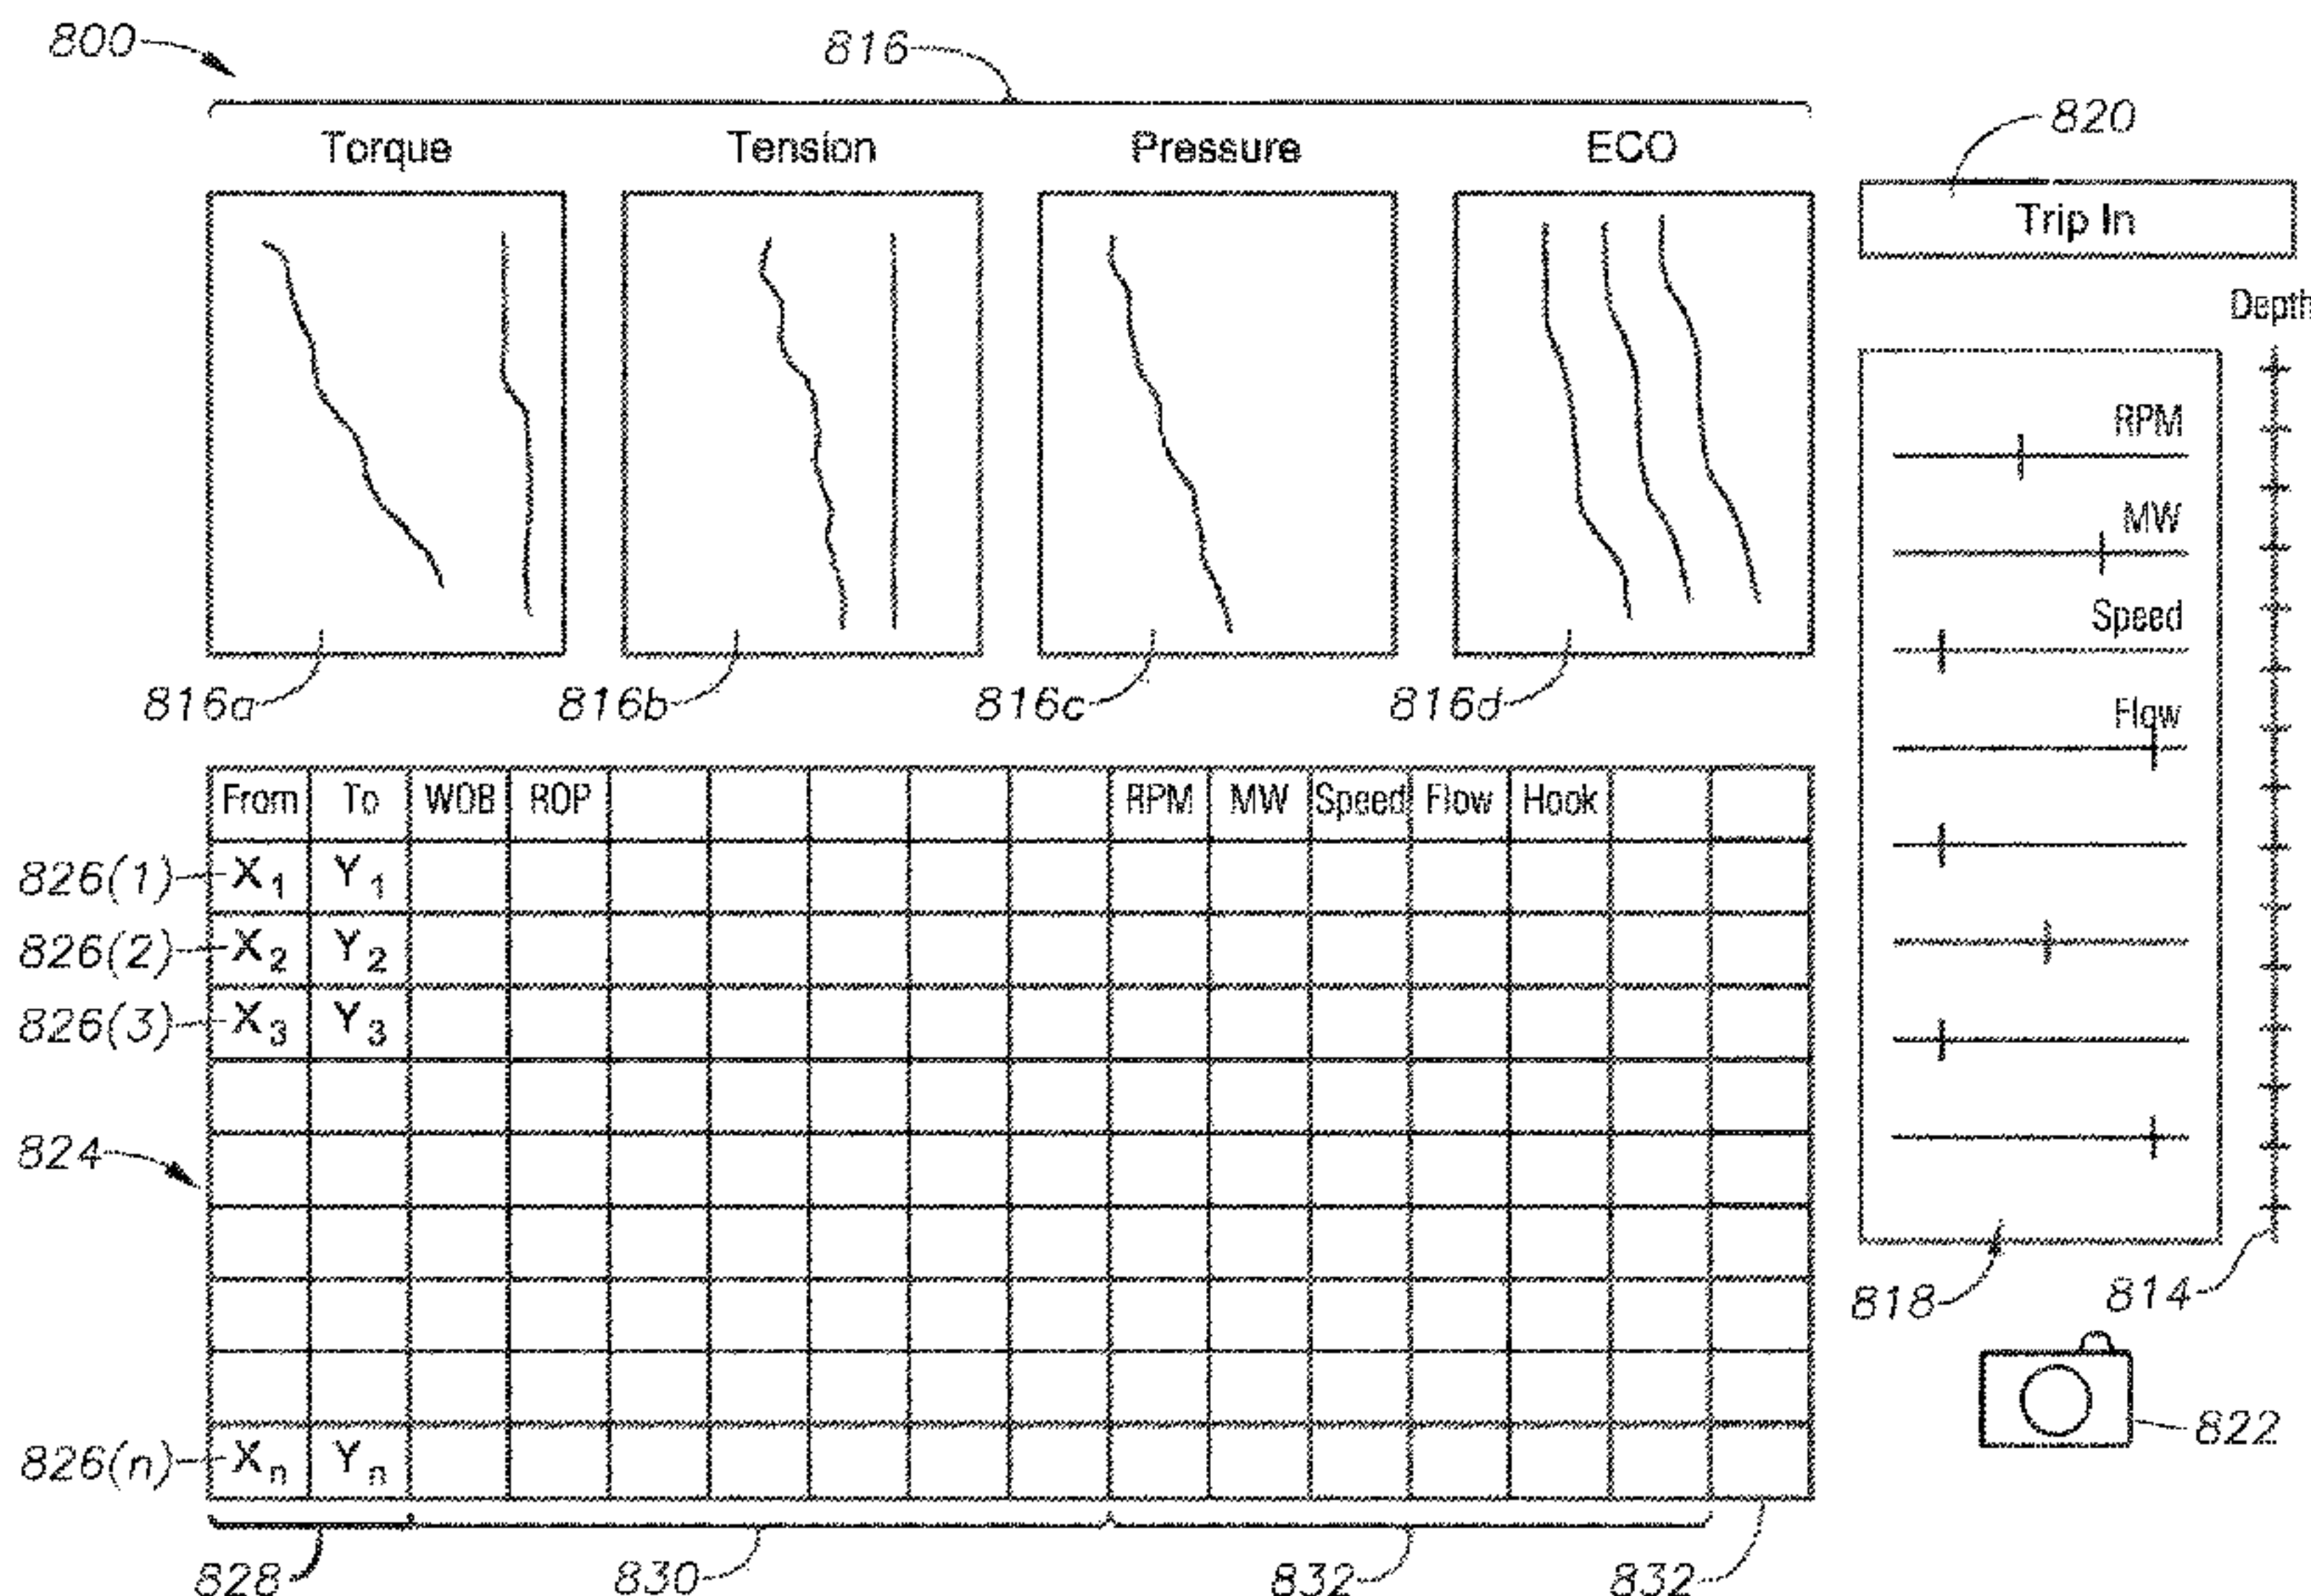 800
816
Torque Tension Pressure ECO
820
Trip In
Depth
RPM
MW
Speed
Flow
816a 816b 816c 816d
From To WOB ROP RPM MW Speed Flow Hook
826(1) X1 Y1
826(2) X2 Y2
826(3) X3 Y3
824
826(n) Xn Yn
818 814
822
828 830 832 832